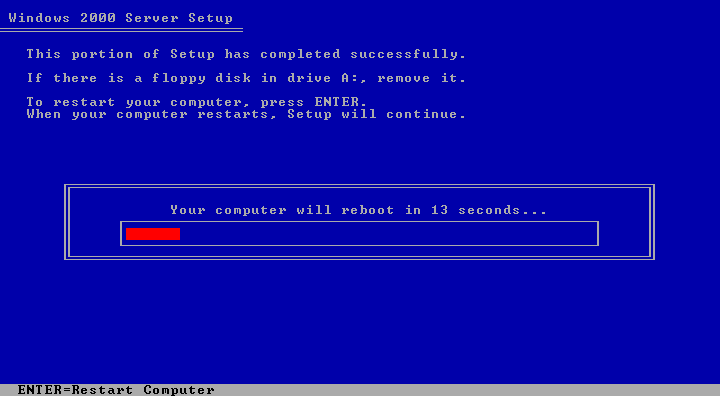 Windows 2000 Server Setup
This portion of Setup has completed successfully.
If there is a floppy disk in drive A:, remove it.
To restart your computer, press ENTER.
When your computer restarts, Setup will continue.
Your computer will reboot in 13 seconds...
ENTER=Restart Computer